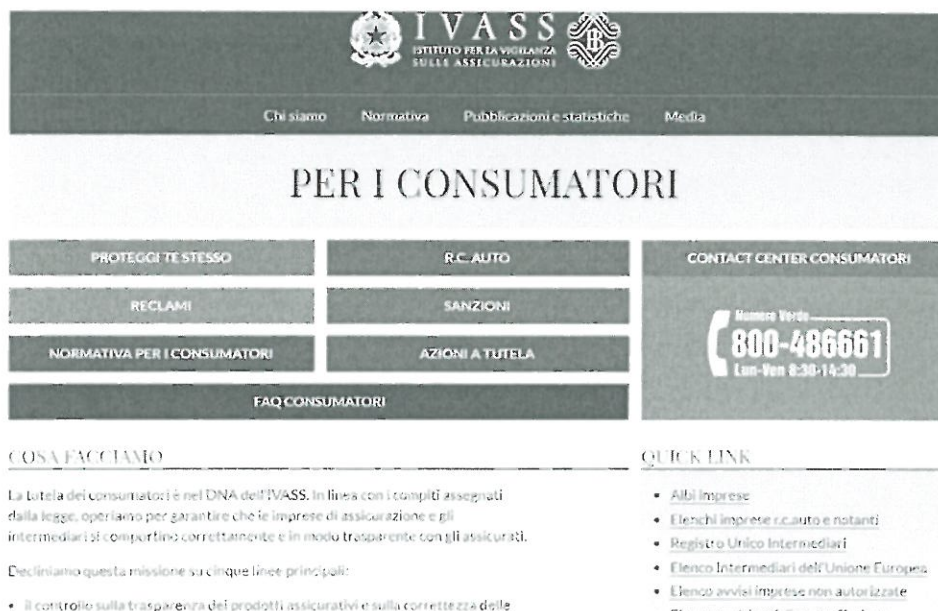 IVASS
ISTITUTO PER LA VIGILANZA
SULLE ASSICURAZIONI
Chi siamo Normativa Pubblicazioni e statistiche Media
PER I CONSUMATORI
PROTEGGI TE STESSO
R.C. AUTO
CONTACT CENTER CONSUMATORI
RECLAMI
SANZIONI
Numero Verde
800-486661
Lun-Ven 8:30-14:30
NORMATIVA PER I CONSUMATORI
AZIONI A TUTELA
FAQ CONSUMATORI
COSA FACCIAMO
La tutela dei consumatori è nel DNA dell'IVASS. In linea con i compiti assegnati
dalla legge, operiamo per garantire che le imprese di assicurazione e gli
intermediari si comportino correttamente e in modo trasparente con gli assicurati.
Decliniamo questa missione su cinque linee principali:
• il controllo sulla trasparenza dei prodotti assicurativi e sulla correttezza delle
QUICK LINK
• Albi imprese
• Elenchi imprese r.c.auto e natanti
• Registro Unico Intermediari
• Elenco Intermediari dell'Unione Europea
• Elenco avvisi imprese non autorizzate